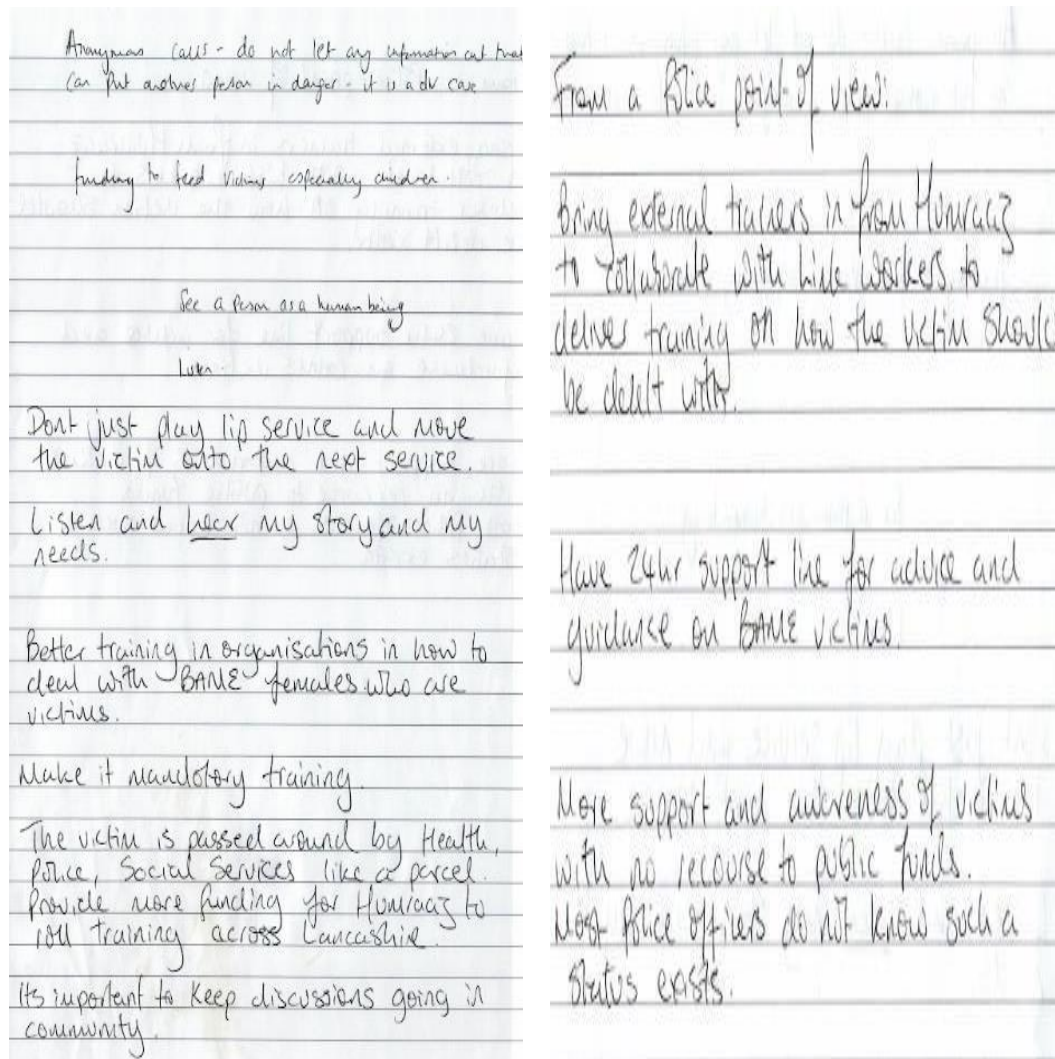 Anonymous calls - do not let any information out that
can put another person in danger - it is a dv case
funding to feed victims especially children.
See a person as a human being
Listen
Dont just play lip service and move
the victim onto the next service.
Listen and hear my story and my
needs.
Better training in organisations in how to
deal with BAME females who are
victims.
Make it mandotory training.
The victim is passed around by Health,
Police, Social Services like a parcel.
Provide more funding for Humraaz to
roll training across Lancashire.
Its important to Keep discussions going in
community.
From a Police point of view:
Bring external trainers in from Humraaz
to collaborate with link workers to
deliver training on how the victim should
be dealt with.
Have 24hr support line for advice and
guidance on BAME victims.
More support and awareness of victims
with no recourse to public funds.
Most Police officers do not know such a
status exists.